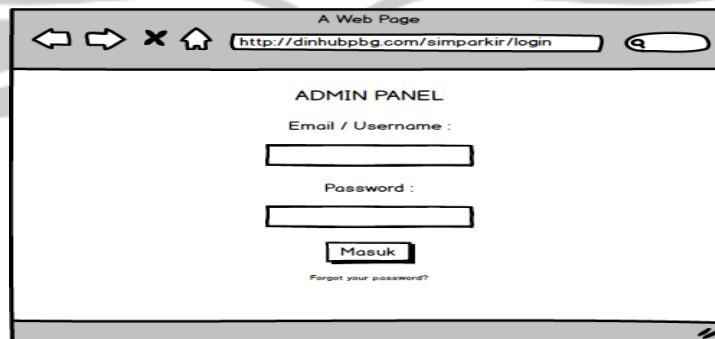 A Web Page
http://dinhubpbg.com/simparkir/login
ADMIN PANEL
Email / Username :
Password :
Masuk
Forgot your password?